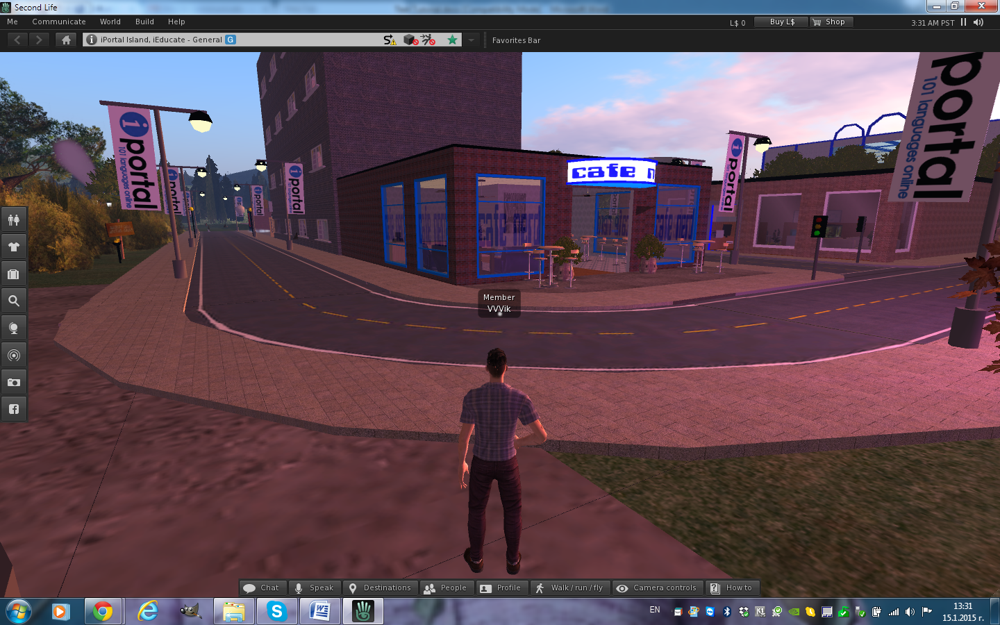 Second Life
Me Communicate World Build Help
L$ 0 Buy L$ Shop 3:31 AM PST
iPortal Island, iEducate - General G
Favorites Bar
i portal
101 languages online
portal
i portal
i portal
cafe n
i portal
portal
101 languages online
Member
VVVik
Chat Speak Destinations People Profile Walk / run / fly Camera controls How to
EN
13:31
15.1.2015 г.